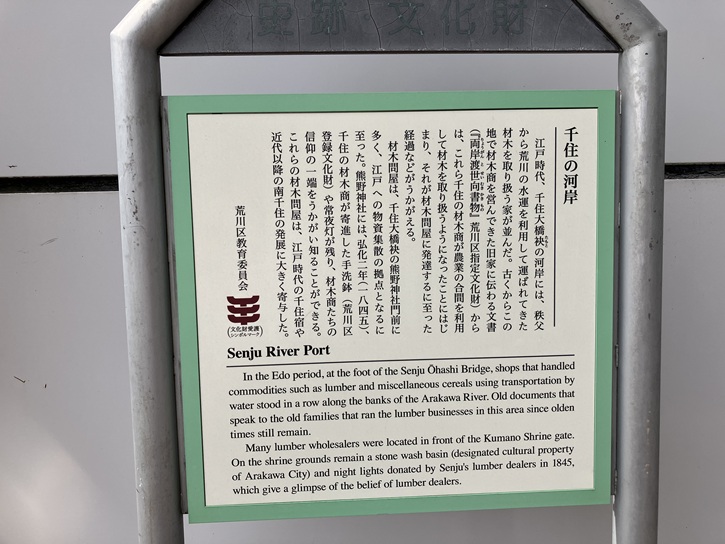 史跡 文化財
千住の河岸
江戸時代、千住大橋袂の河岸には、秩父
から荒川の水運を利用して運ばれてきた
材木を取り扱う家が並んだ。古くからこの
地で材木商を営んできた旧家に伝わる文書
(『両岸渡世向書物』荒川区指定文化財)から
は、これら千住の材木商が農業の合間を利用
して材木を取り扱うようになったことにはじ
まり、それが材木問屋に発達するに至った
経過などがうかがえる。
材木問屋は、千住大橋袂の熊野神社門前に
多く、江戸への物資集散の拠点となるに
至った。熊野神社には、弘化二年(一八四五)、
千住の材木商が寄進した手洗鉢(荒川区
登録文化財)や常夜灯が残り、材木商たちの
信仰の一端をうかがい知ることができる。
これらの材木問屋は、江戸時代の千住宿や
近代以降の南千住の発展に大きく寄与した。
荒川区教育委員会
(文化財愛護
シンボルマーク)
Senju River Port
In the Edo period, at the foot of the Senju Ōhashi Bridge, shops that handled
commodities such as lumber and miscellaneous cereals using transportation by
water stood in a row along the banks of the Arakawa River. Old documents that
speak to the old families that ran the lumber businesses in this area since olden
times still remain.
Many lumber wholesalers were located in front of the Kumano Shrine gate.
On the shrine grounds remain a stone wash basin (designated cultural property
of Arakawa City) and night lights donated by Senju's lumber dealers in 1845,
which give a glimpse of the belief of lumber dealers.